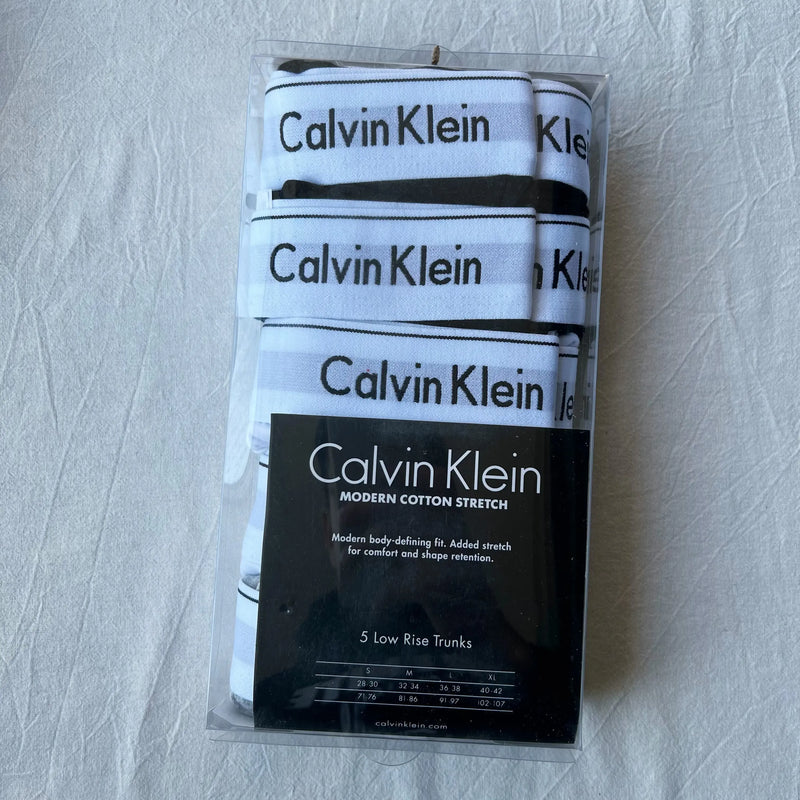 Calvin Klein
Kle
Calvin Klein
n Kle
Calvin Klein
Calvin Klein
MODERN COTTON STRETCH
Modern body-defining fit. Added stretch
for comfort and shape retention.
5 Low Rise Trunks
S M L XL
28-30 32-34 36-38 40-42
71-76 81-86 91-97 102-107
calvinklein.com